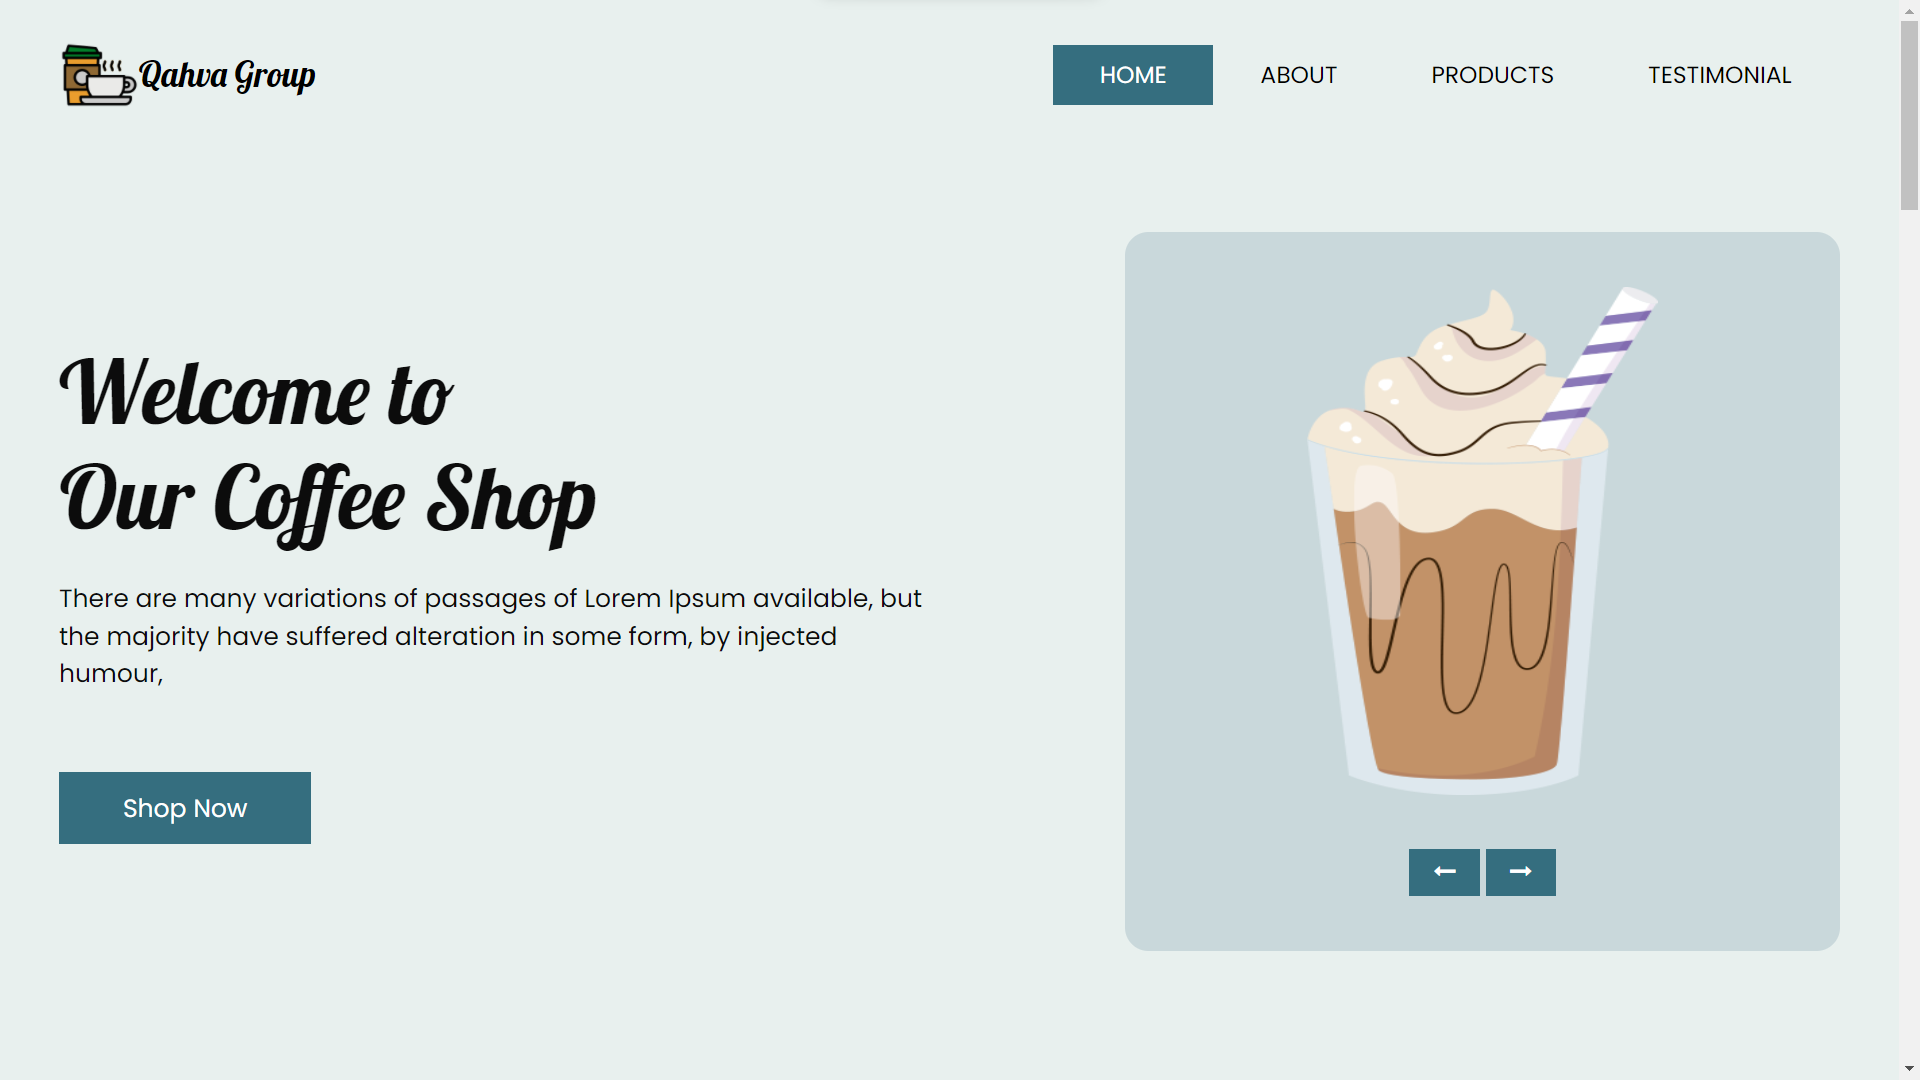 Qahva Group
HOME ABOUT PRODUCTS TESTIMONIAL
Welcome to
Our Coffee Shop
There are many variations of passages of Lorem Ipsum available, but
the majority have suffered alteration in some form, by injected
humour,
Shop Now